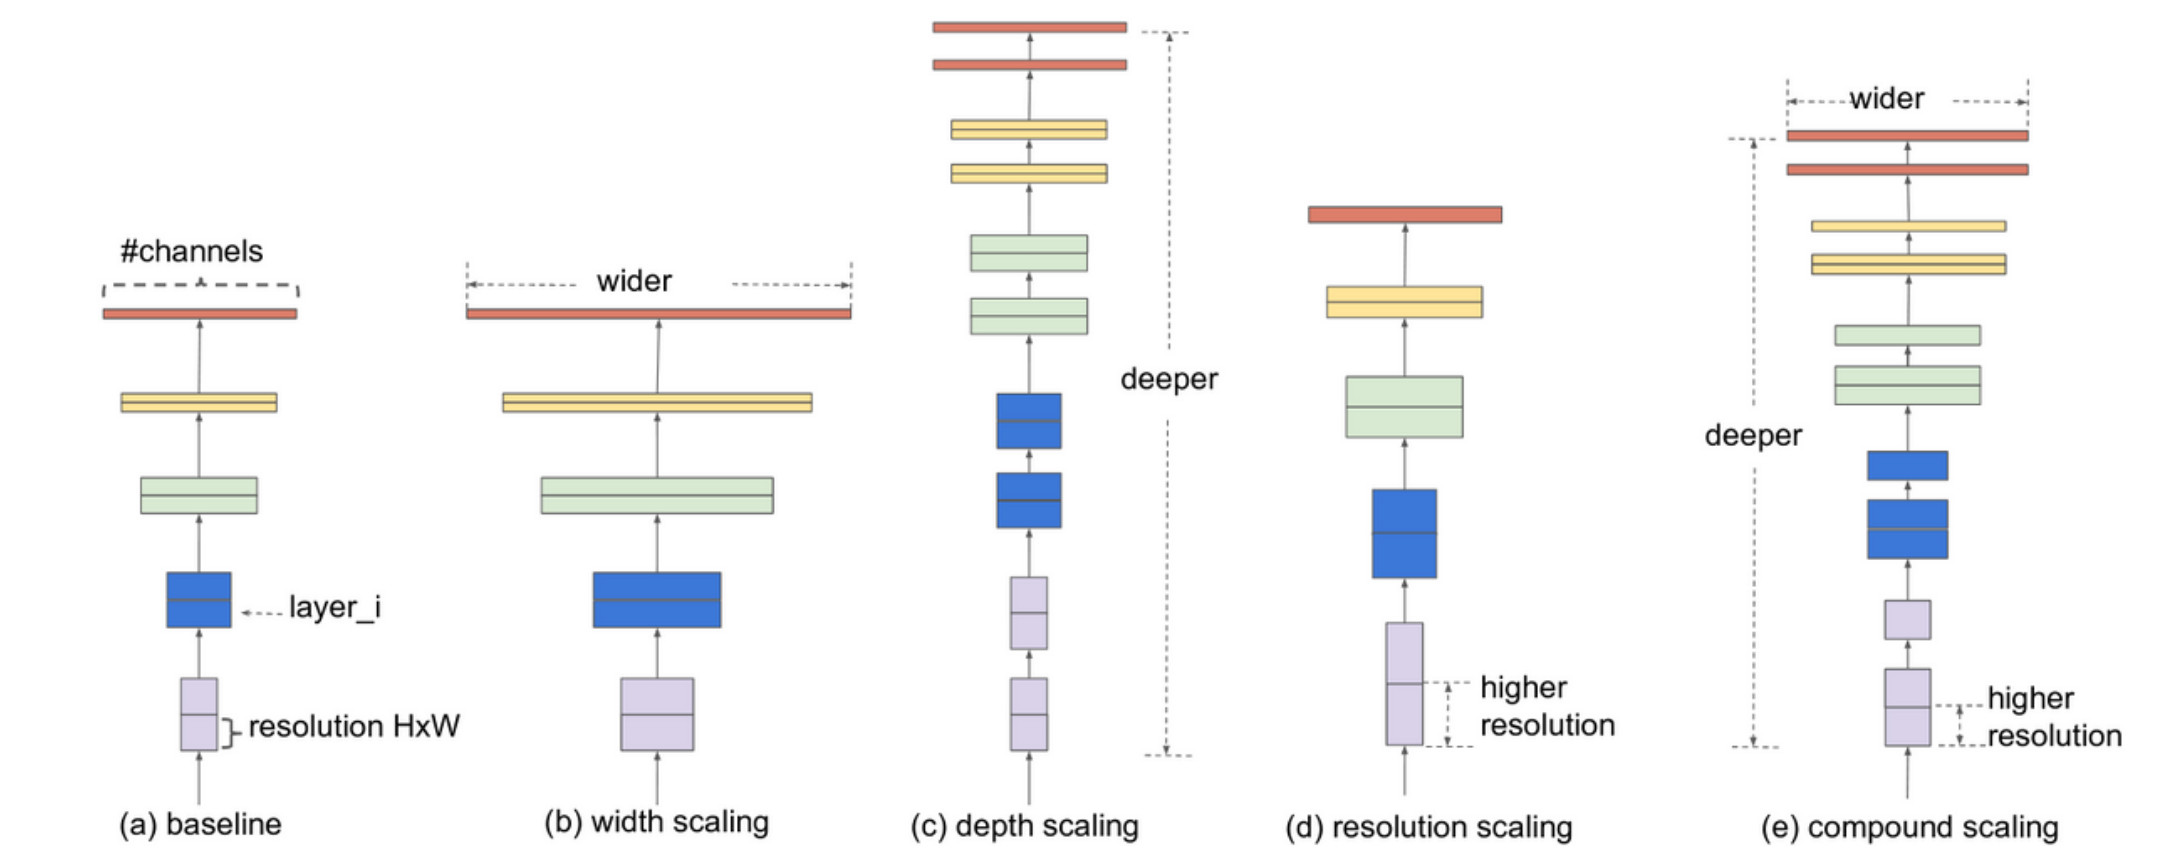 #channels
layer_i
resolution HxW
(a) baseline
wider
(b) width scaling
deeper
(c) depth scaling
higher
resolution
(d) resolution scaling
wider
deeper
higher
resolution
(e) compound scaling